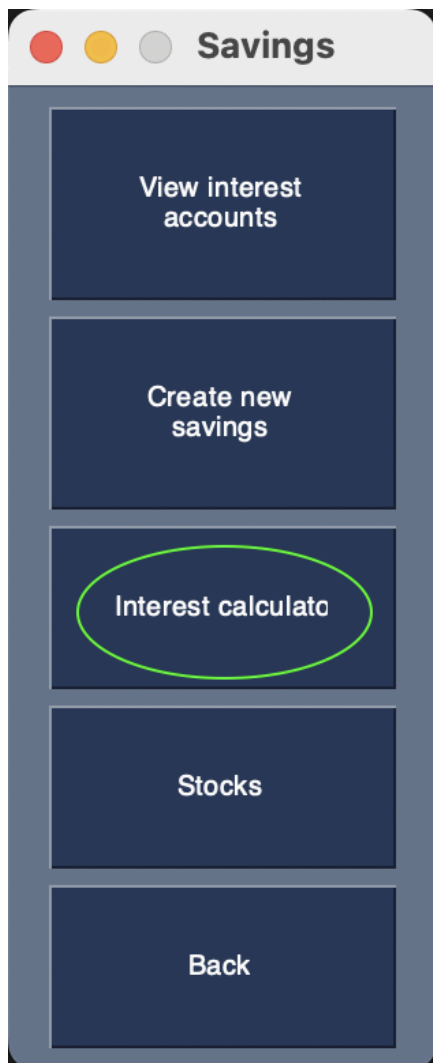 Savings
View interest
accounts
Create new
savings
Interest calculato
Stocks
Back